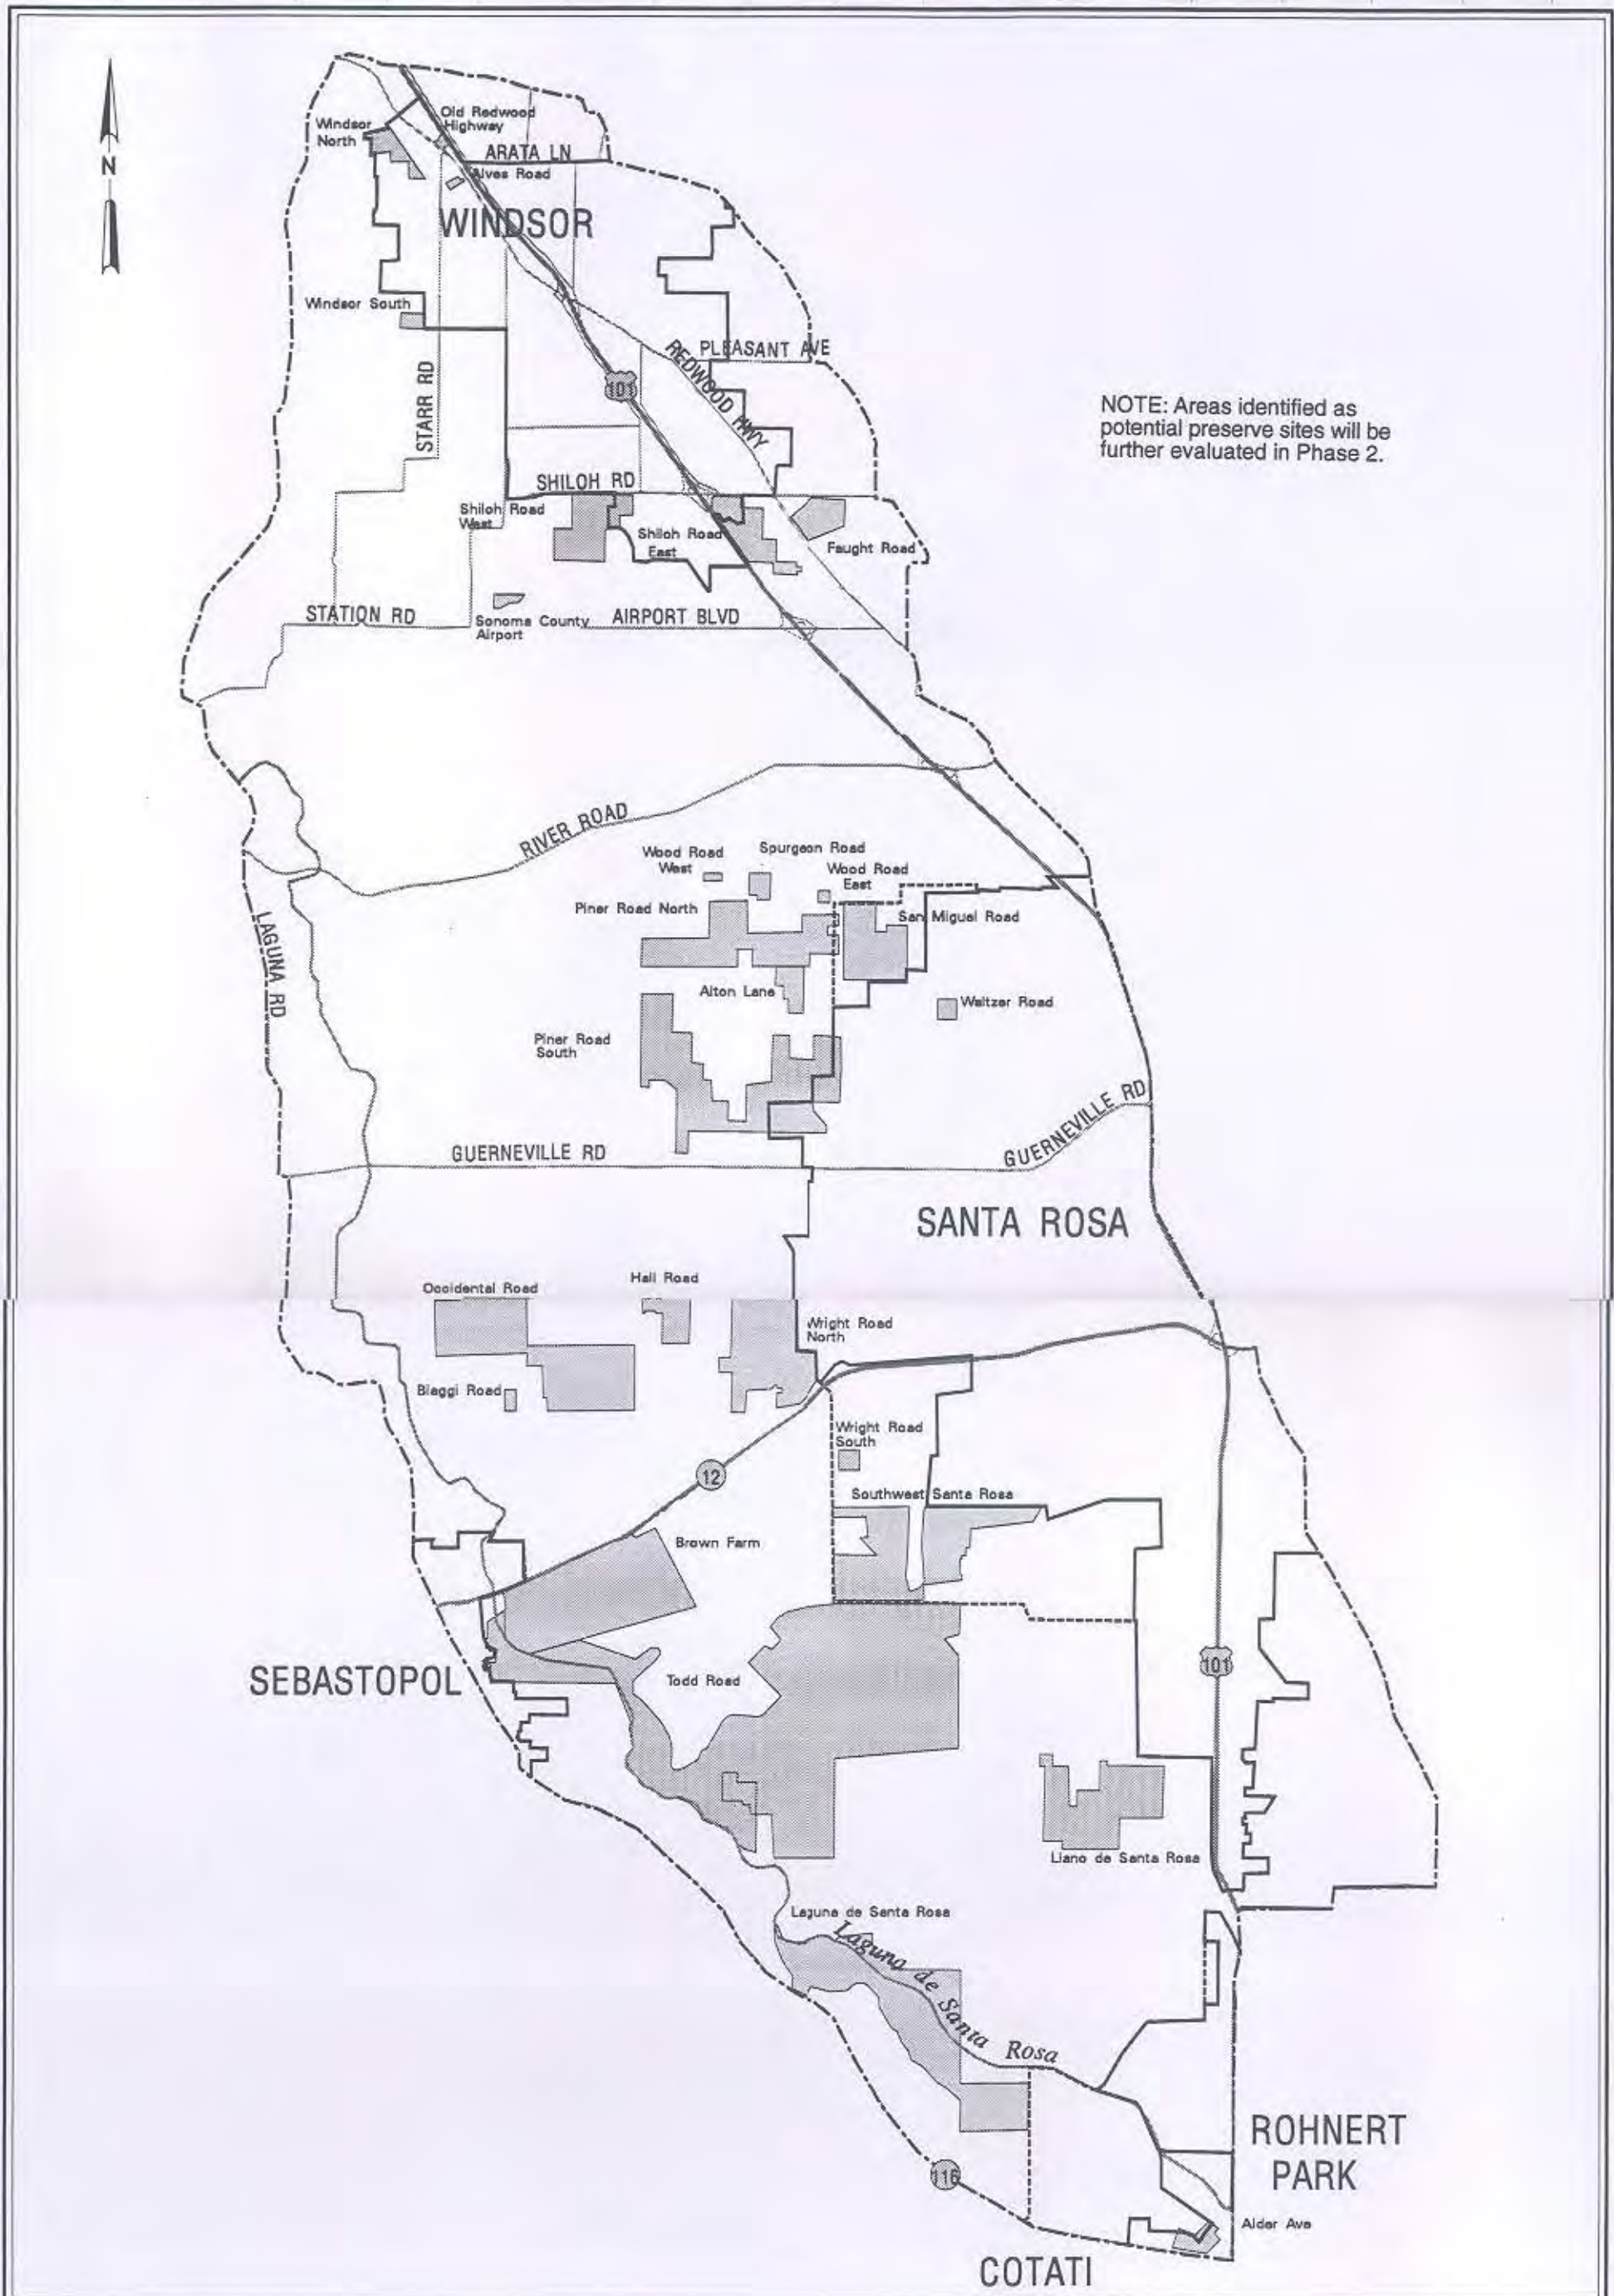 Old Redwood
Highway
Windsor
North
N
ARATA LN
Alves Road
WINDSOR
Windsor South
PLEASANT AVE
REDWOOD HWY
STARR RD
101
NOTE: Areas identified as
potential preserve sites will be
further evaluated in Phase 2.
SHILOH RD
Shiloh Road
West
Shiloh Road
East
Faught Road
STATION RD
Sonoma County
Airport
AIRPORT BLVD
RIVER ROAD
Wood Road
West
Spurgeon Road
Wood Road
East
Piner Road North
San Miguel Road
LAGUNA RD
Alton Lane
Waltzer Road
Piner Road
South
GUERNEVILLE RD
GUERNEVILLE RD
SANTA ROSA
Occidental Road
Hall Road
Wright Road
North
Biaggi Road
Wright Road
South
12
Southwest Santa Rosa
Brown Farm
SEBASTOPOL
Todd Road
101
Llano de Santa Rosa
Laguna de Santa Rosa
Laguna de Santa Rosa
ROHNERT
PARK
116
Alder Ave
COTATI